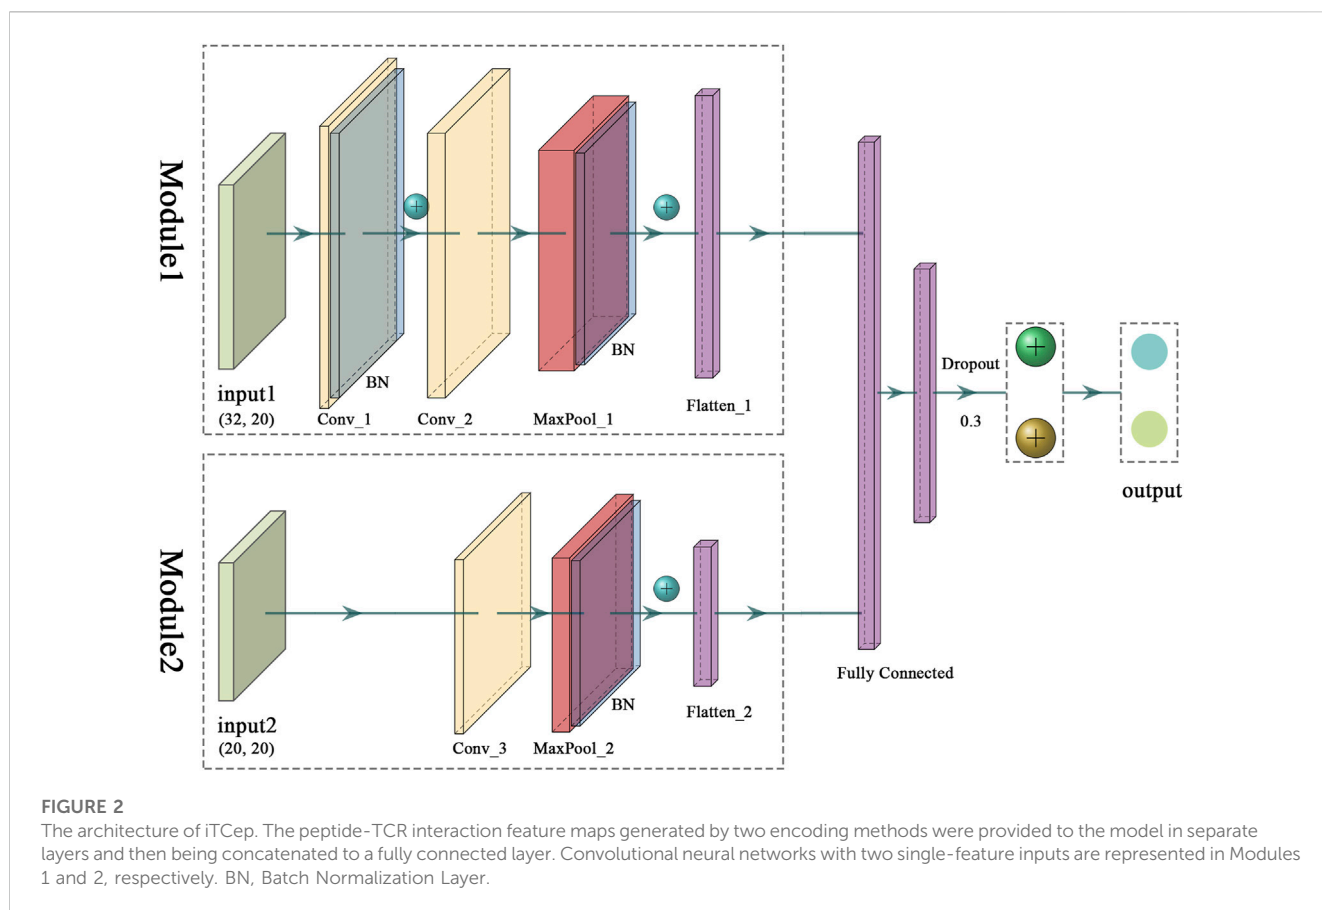 Module1
input1
(32, 20)
Conv_1
BN
Conv_2
MaxPool_1
BN
Flatten_1
Module2
input2
(20, 20)
Conv_3
MaxPool_2
BN
Flatten_2
Fully Connected
Dropout
0.3
output
FIGURE 2
The architecture of iTCep. The peptide-TCR interaction feature maps generated by two encoding methods were provided to the model in separate
layers and then being concatenated to a fully connected layer. Convolutional neural networks with two single-feature inputs are represented in Modules
1 and 2, respectively. BN, Batch Normalization Layer.